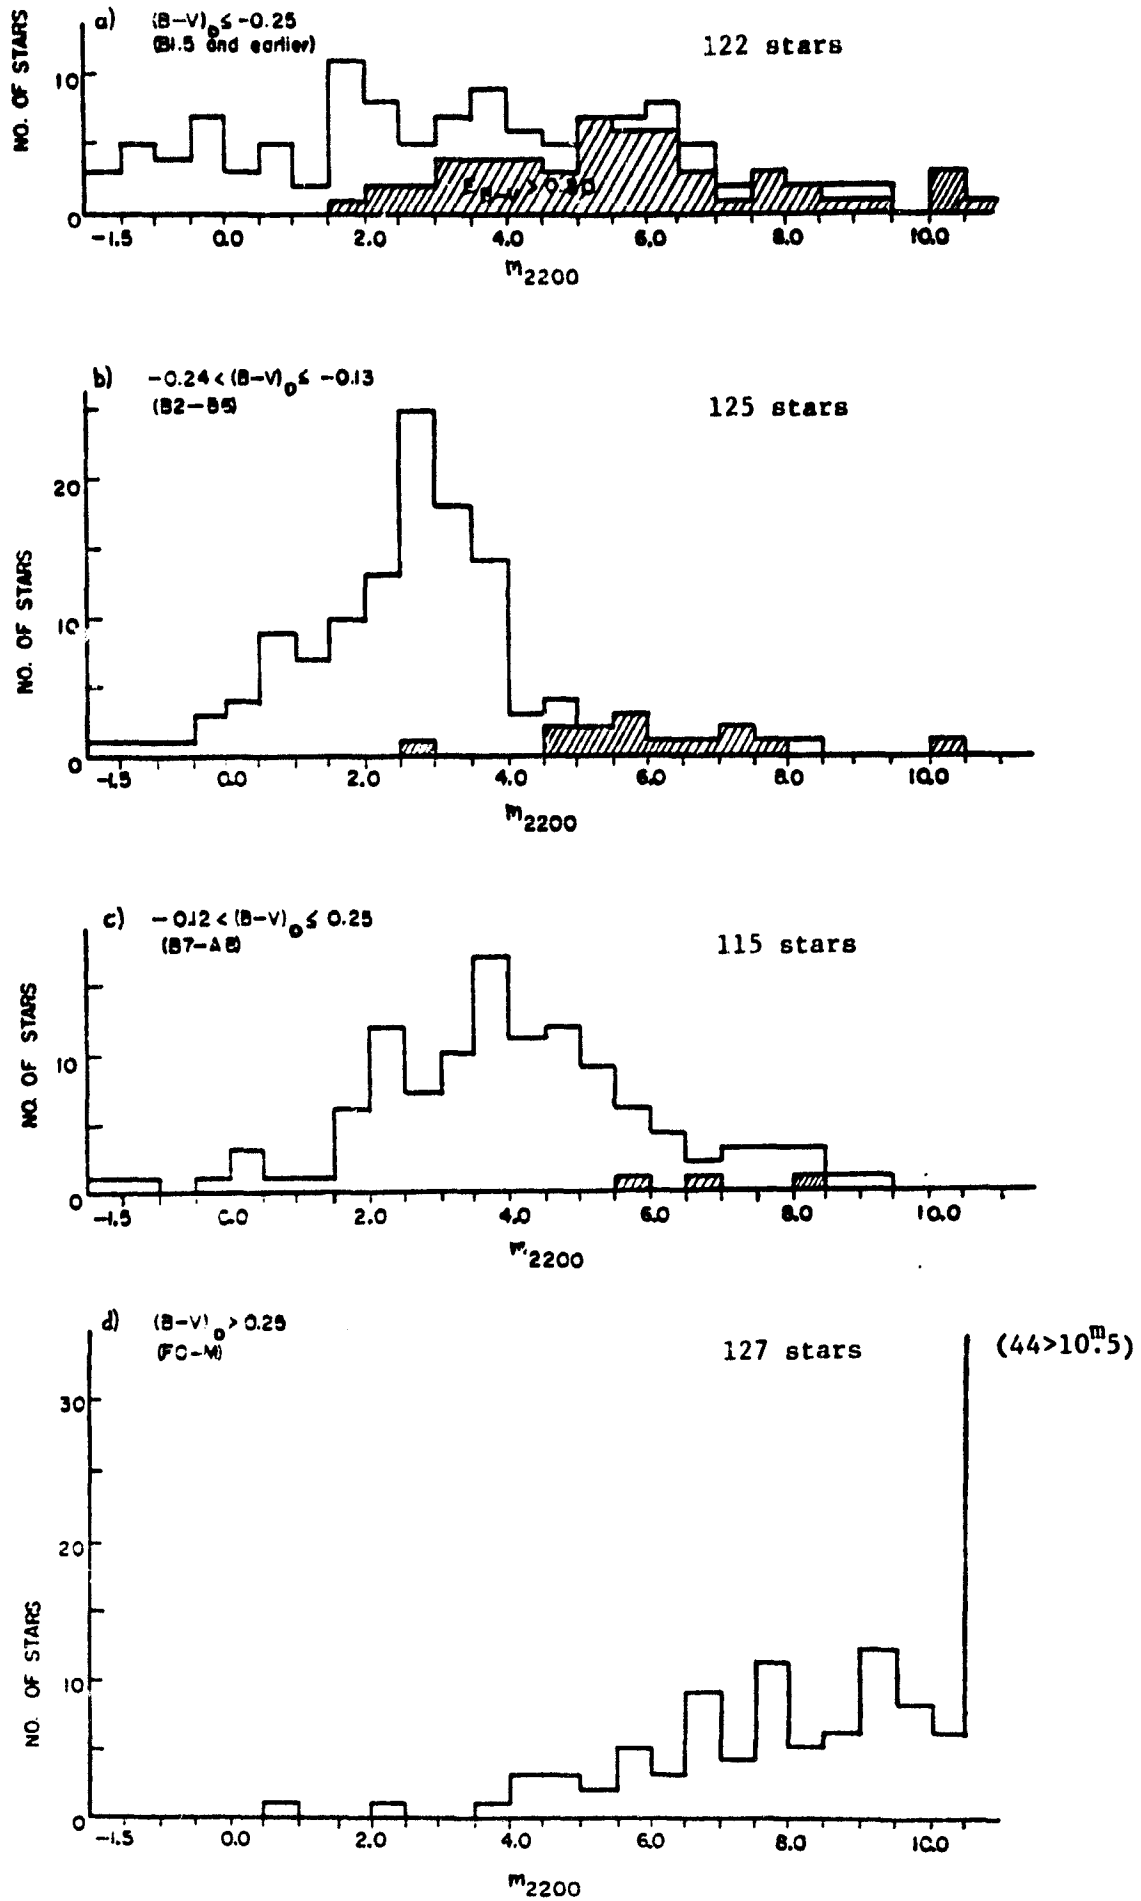 a) (B-V)₀ ≤ -0.25
(B1.5 and earlier)
122 stars
NO. OF STARS
10
0
E B-V > 0.30
-1.5 0.0 2.0 4.0 6.0 8.0 10.0
m2200
b) -0.24 < (B-V)₀ ≤ -0.13
(B2-B5)
125 stars
NO. OF STARS
20
10
0
-1.5 0.0 2.0 4.0 6.0 8.0 10.0
m2200
c) -0.12 < (B-V)₀ ≤ 0.25
(B7-A8)
115 stars
NO. OF STARS
10
0
-1.5 0.0 2.0 4.0 6.0 8.0 10.0
m2200
d) (B-V)₀ > 0.25
(F0-M)
127 stars
(44>10ᵐ.5)
NO. OF STARS
30
20
10
0
-1.5 0.0 2.0 4.0 6.0 8.0 10.0
m2200